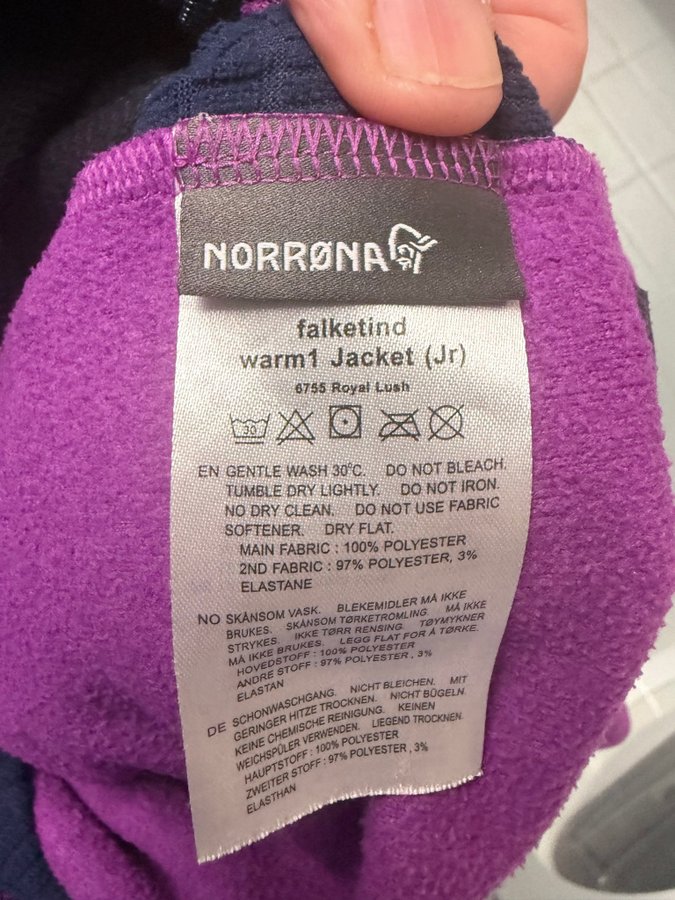 NORRØNA
falketind
warm1 Jacket (Jr)
6755 Royal Lush
30
EN GENTLE WASH 30°C. DO NOT BLEACH.
TUMBLE DRY LIGHTLY. DO NOT IRON.
NO DRY CLEAN. DO NOT USE FABRIC
SOFTENER. DRY FLAT.
MAIN FABRIC : 100% POLYESTER
2ND FABRIC : 97% POLYESTER, 3%
ELASTANE
NO SKÅNSOM VASK. BLEKEMIDLER MÅ IKKE
BRUKES. SKÅNSOM TØRKETROMLING. MÅ IKKE
STRYKES. IKKE TØRR RENSING. TØYMYKNER
MÅ IKKE BRUKES. LEGG FLAT FOR Å TØRKE.
HOVEDSTOFF : 100% POLYESTER
ANDRE STOFF : 97% POLYESTER, 3%
ELASTAN
DE SCHONWASCHGANG. NICHT BLEICHEN. MIT
GERINGER HITZE TROCKNEN. NICHT BÜGELN.
KEINE CHEMISCHE REINIGUNG. KEINEN
WEICHSPÜLER VERWENDEN. LIEGEND TROCKNEN.
HAUPTSTOFF : 100% POLYESTER
ZWEITER STOFF : 97% POLYESTER , 3%
ELASTHAN